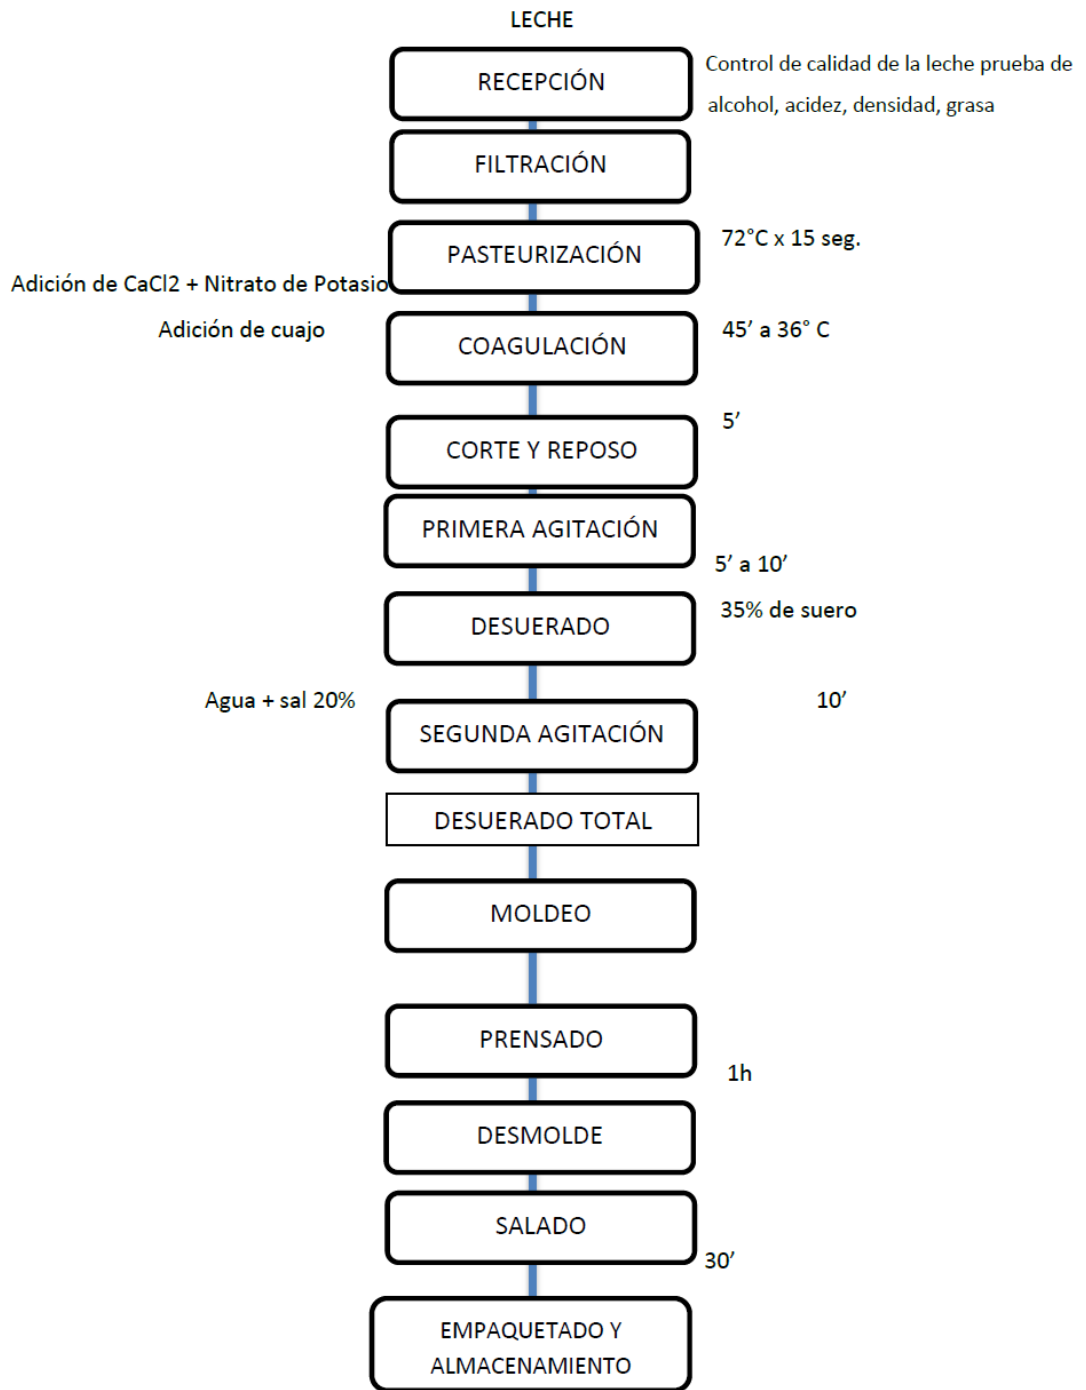 LECHE
RECEPCIÓN
Control de calidad de la leche prueba de
alcohol, acidez, densidad, grasa
FILTRACIÓN
PASTEURIZACIÓN
72°C x 15 seg.
Adición de CaCl2 + Nitrato de Potasio
Adición de cuajo
COAGULACIÓN
45’ a 36° C
CORTE Y REPOSO
5’
PRIMERA AGITACIÓN
5’ a 10’
DESUERADO
35% de suero
Agua + sal 20%
SEGUNDA AGITACIÓN
10’
DESUERADO TOTAL
MOLDEO
PRENSADO
1h
DESMOLDE
SALADO
30’
EMPAQUETADO Y
ALMACENAMIENTO